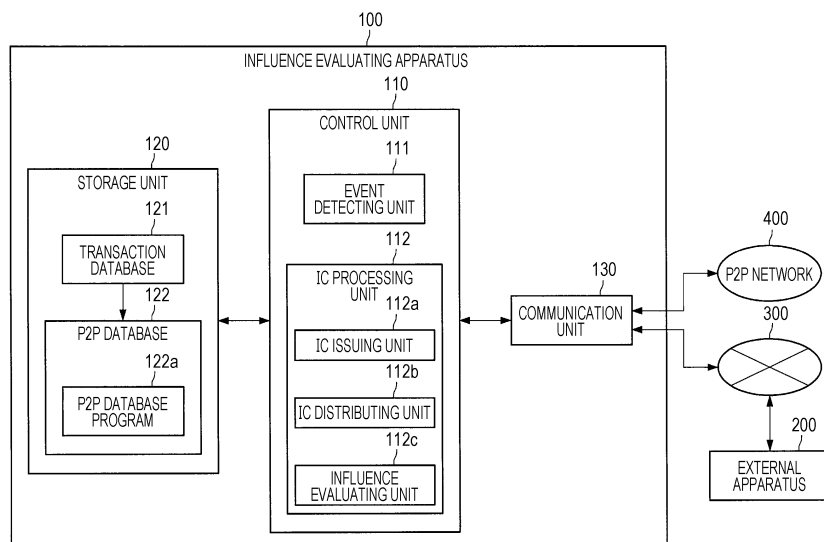 100
INFLUENCE EVALUATING APPARATUS
110
CONTROL UNIT
111
EVENT
DETECTING UNIT
120
STORAGE UNIT
121
TRANSACTION
DATABASE
122
P2P DATABASE
122a
P2P DATABASE
PROGRAM
112
IC PROCESSING
UNIT
112a
IC ISSUING UNIT
112b
IC DISTRIBUTING UNIT
112c
INFLUENCE
EVALUATING UNIT
130
COMMUNICATION
UNIT
400
P2P NETWORK
300
200
EXTERNAL
APPARATUS